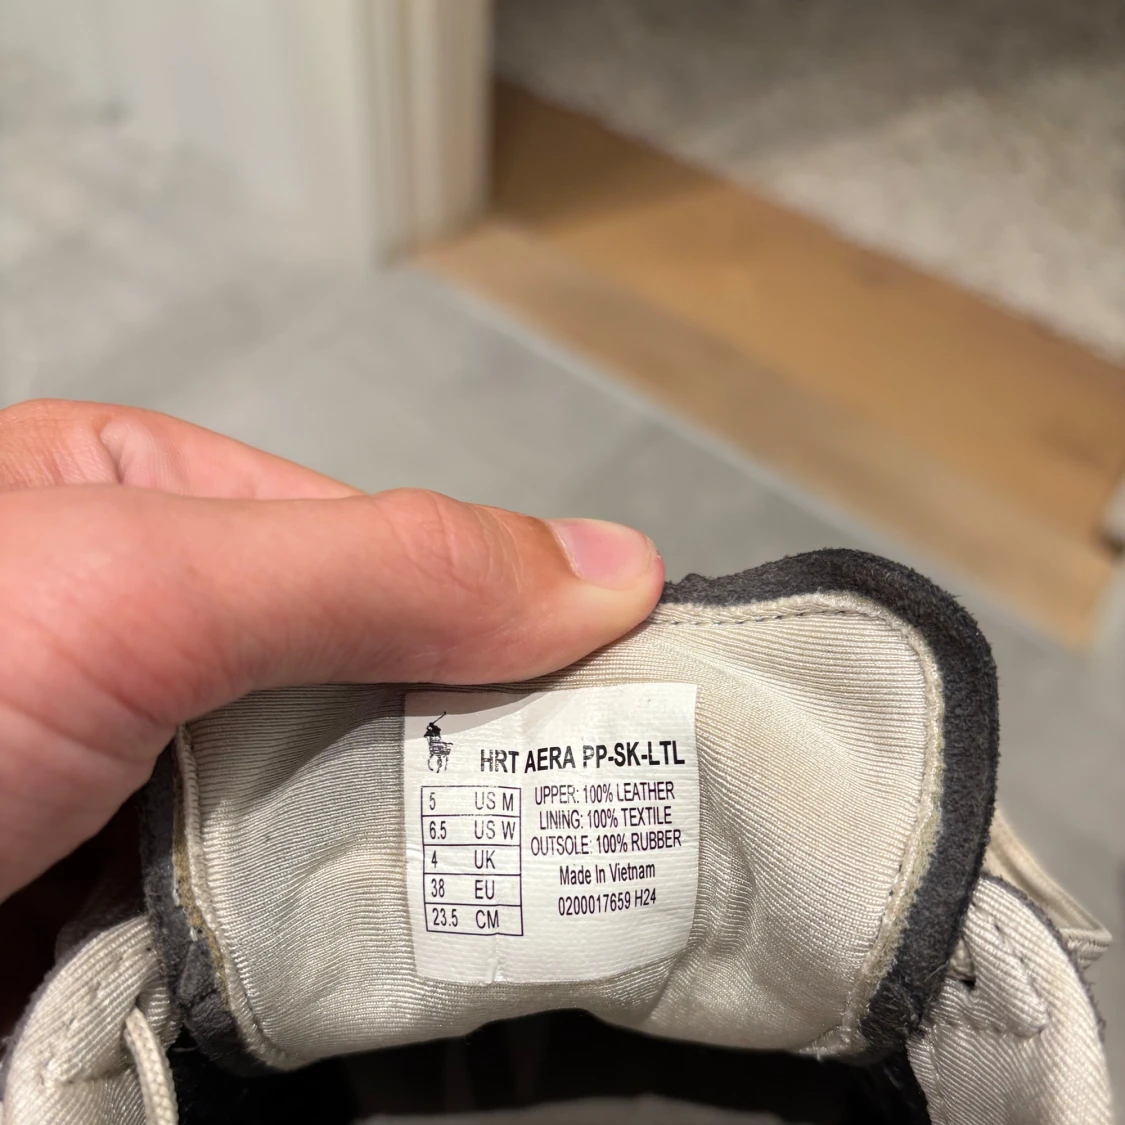 HRT AERA PP-SK-LTL
5 US M
6.5 US W
4 UK
38 EU
23.5 CM
UPPER: 100% LEATHER
LINING: 100% TEXTILE
OUTSOLE: 100% RUBBER
Made In Vietnam
0200017659 H24